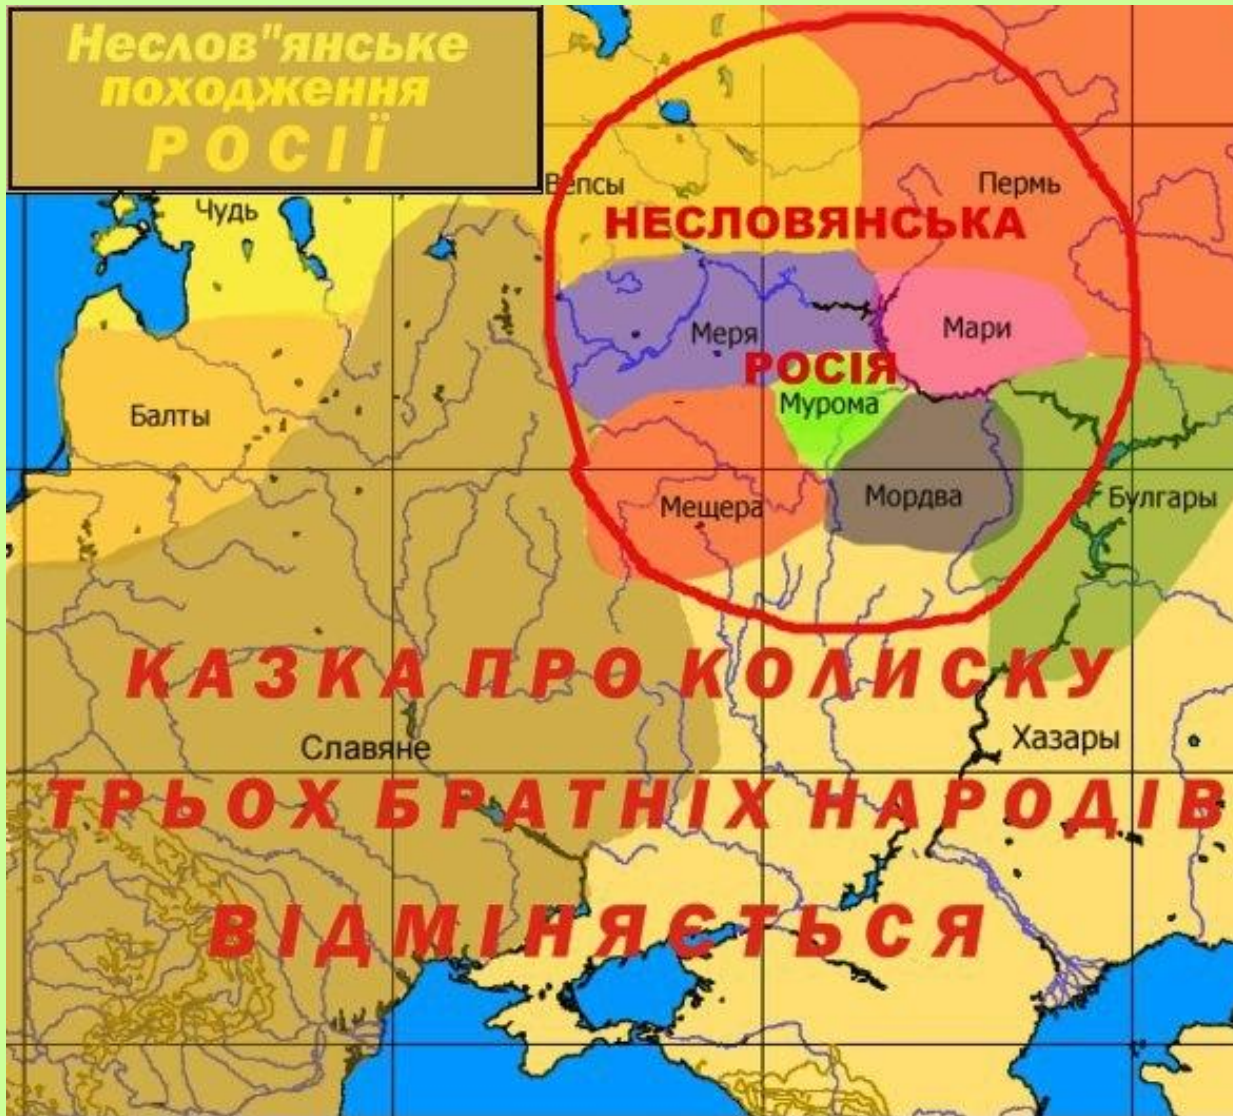 Неслов"янське
походження
РОСІЇ
Чудь
Вепсы
Пермь
НЕСЛОВЯНСЬКА
Меря
Мари
РОСІЯ
Мурома
Балты
Мещера
Мордва
Булгары
КАЗКА ПРО КОЛИСКУ
Славяне
Хазары
ТРЬОХ БРАТНІХ НАРОДІВ
ВІДМІНЯЄТЬСЯ